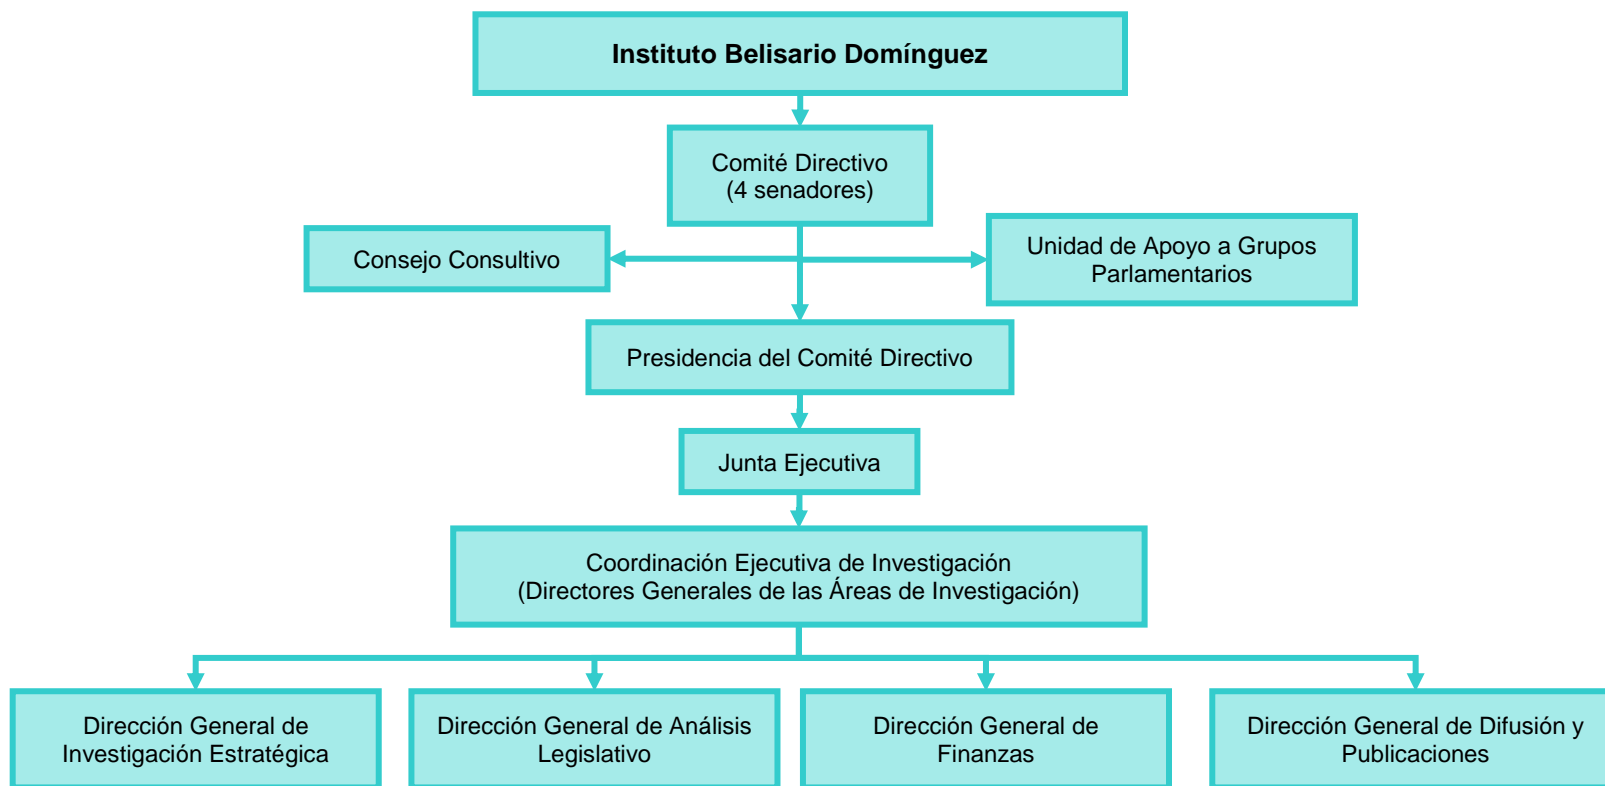 Instituto Belisario Domínguez
Comité Directivo
(4 senadores)
Consejo Consultivo
Unidad de Apoyo a Grupos
Parlamentarios
Presidencia del Comité Directivo
Junta Ejecutiva
Coordinación Ejecutiva de Investigación
(Directores Generales de las Áreas de Investigación)
Dirección General de
Investigación Estratégica
Dirección General de Análisis
Legislativo
Dirección General de
Finanzas
Dirección General de Difusión y
Publicaciones